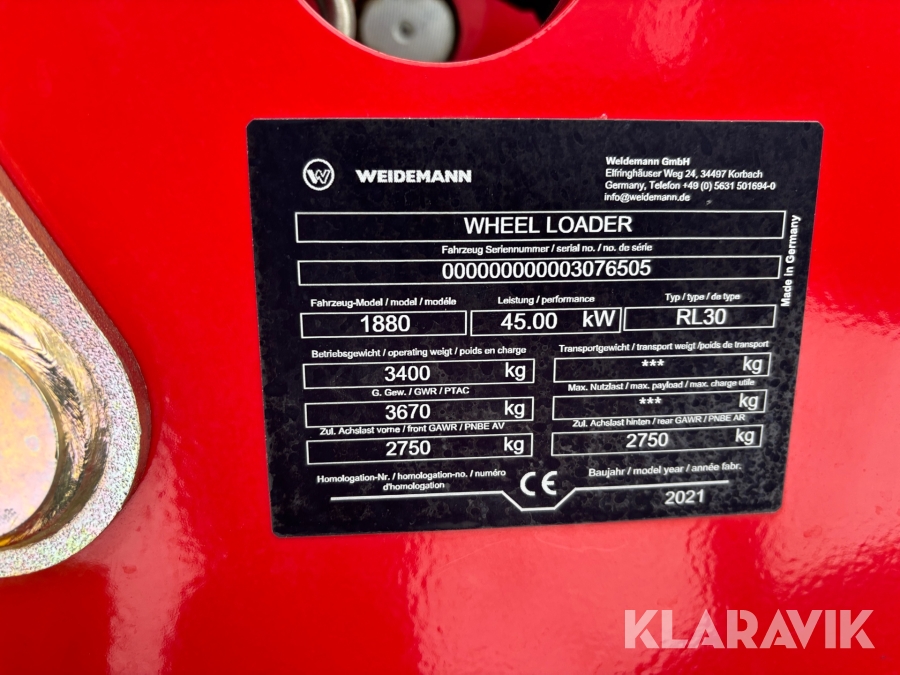 WEIDEMANN
Weidemann GmbH
Elfringhäuser Weg 24, 34497 Korbach
Germany, Telefon +49 (0) 5631 501694-0
info@weidemann.de
WHEEL LOADER
Fahrzeug Seriennummer / serial no. / no. de série
000000000003076505
Made in Germany
Fahrzeug-Model / model / modéle
Leistung / performance
Typ / type / de type
1880
45.00 kW
RL30
Betriebsgewicht / operating weigt / poids en charge
Transportgewicht / transport weigt /poids de transport
3400 kg
*** kg
G. Gew. / GWR / PTAC
Max. Nutzlast / max. payload / max. charge utile
3670 kg
*** kg
Zul. Achslast vorne / front GAWR / PNBE AV
Zul. Achslast hinten / rear GAWR / PNBE AR
2750 kg
2750 kg
Homologation-Nr. / homologation-no. / numéro
d'homologation
CE
Baujahr / model year / année fabr.
2021
KLARAVIK